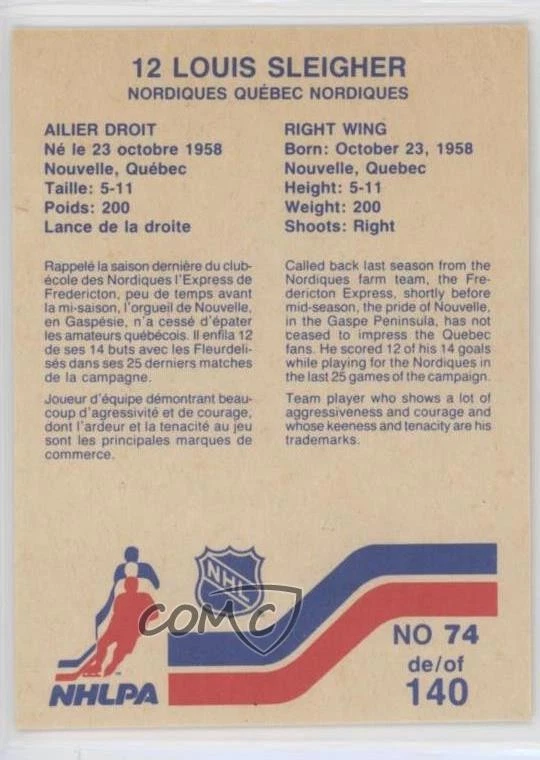 12 LOUIS SLEIGHER
NORDIQUES QUÉBEC NORDIQUES
AILIER DROIT
Né le 23 octobre 1958
Nouvelle, Québec
Taille: 5-11
Poids: 200
Lance de la droite
Rappelé la saison dernière du club-
école des Nordiques l'Express de
Fredericton, peu de temps avant
la mi-saison, l'orgueil de Nouvelle,
en Gaspésie, n'a cessé d'épater
les amateurs québécois. Il enfila 12
de ses 14 buts avec les Fleurdeli-
sés dans ses 25 derniers matches
de la campagne.
Joueur d'équipe démontrant beau-
coup d'agressivité et de courage,
dont l'ardeur et la tenacité au jeu
sont les principales marques de
commerce.
RIGHT WING
Born: October 23, 1958
Nouvelle, Quebec
Height: 5-11
Weight: 200
Shoots: Right
Called back last season from the
Nordiques farm team, the Fre-
dericton Express, shortly before
mid-season, the pride of Nouvelle,
in the Gaspe Peninsula, has not
ceased to impress the Quebec
fans. He scored 12 of his 14 goals
while playing for the Nordiques in
the last 25 games of the campaign.
Team player who shows a lot of
aggressiveness and courage and
whose keeness and tenacity are his
trademarks.
NHL
COMC
NHLPA
NO 74
de/of
140